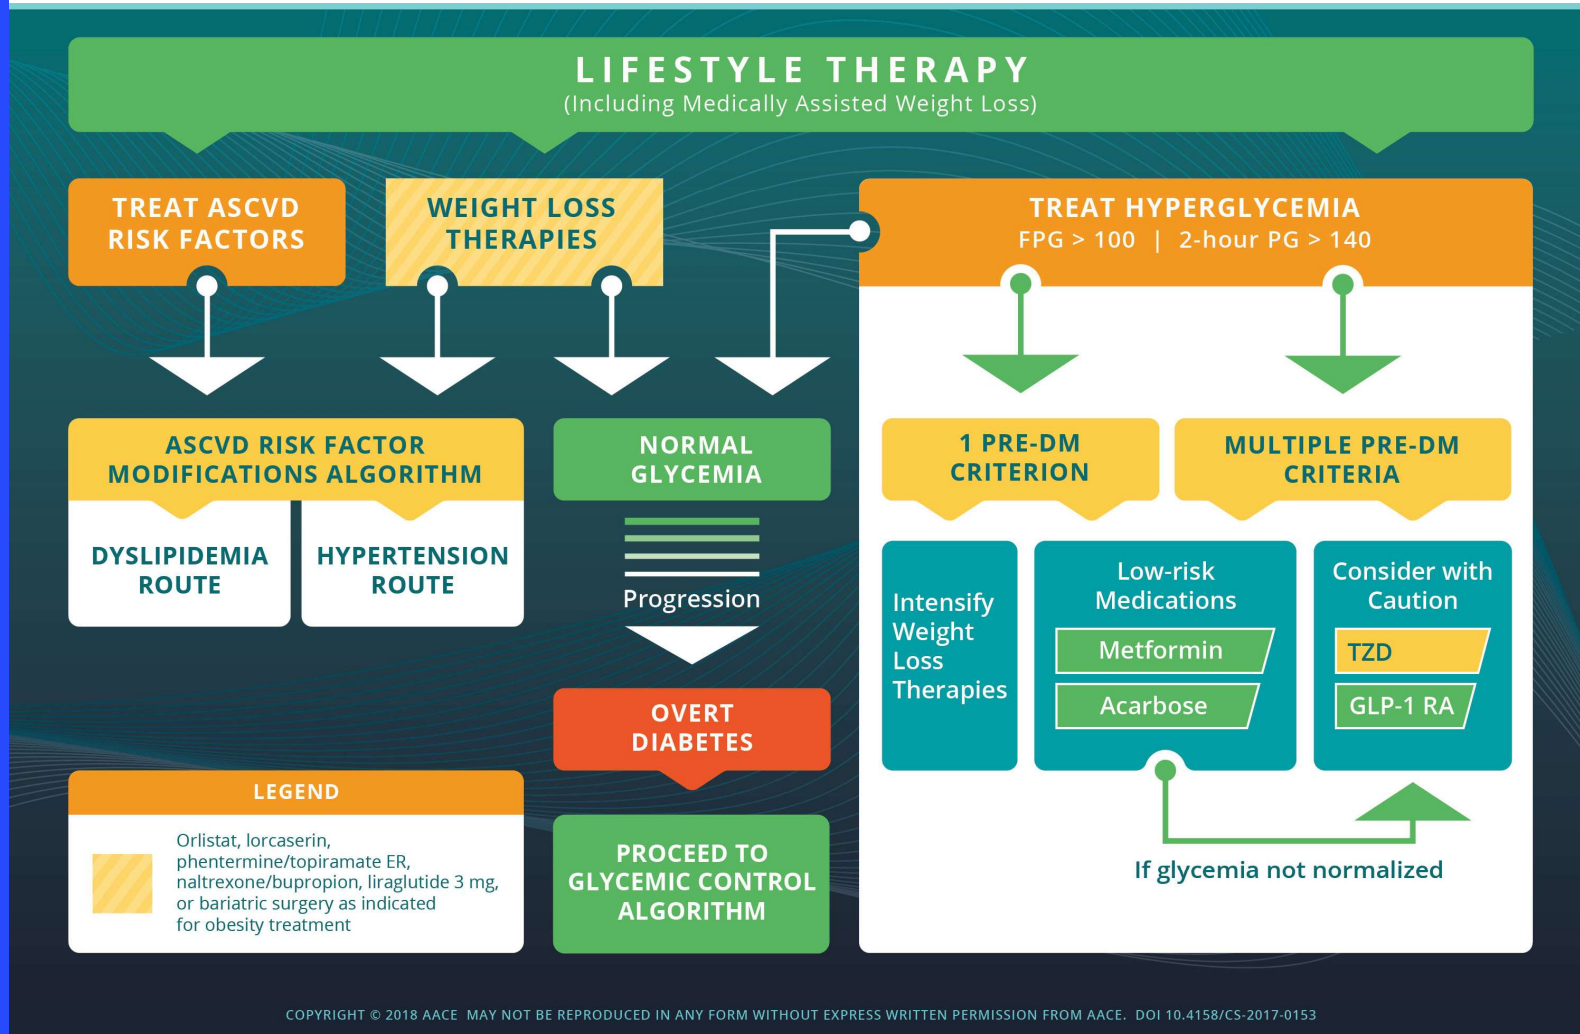 LIFESTYLE THERAPY
(Including Medically Assisted Weight Loss)
TREAT ASCVD
RISK FACTORS
WEIGHT LOSS
THERAPIES
TREAT HYPERGLYCEMIA
FPG > 100 | 2-hour PG > 140
ASCVD RISK FACTOR
MODIFICATIONS ALGORITHM
DYSLIPIDEMIA
ROUTE
HYPERTENSION
ROUTE
NORMAL
GLYCEMIA
Progression
OVERT
DIABETES
PROCEED TO
GLYCEMIC CONTROL
ALGORITHM
1 PRE-DM
CRITERION
MULTIPLE PRE-DM
CRITERIA
Intensify
Weight
Loss
Therapies
Low-risk
Medications
Metformin
Acarbose
Consider with
Caution
TZD
GLP-1 RA
If glycemia not normalized
LEGEND
Orlistat, lorcaserin,
phentermine/topiramate ER,
naltrexone/bupropion, liraglutide 3 mg,
or bariatric surgery as indicated
for obesity treatment
COPYRIGHT © 2018 AACE MAY NOT BE REPRODUCED IN ANY FORM WITHOUT EXPRESS WRITTEN PERMISSION FROM AACE. DOI 10.4158/CS-2017-0153